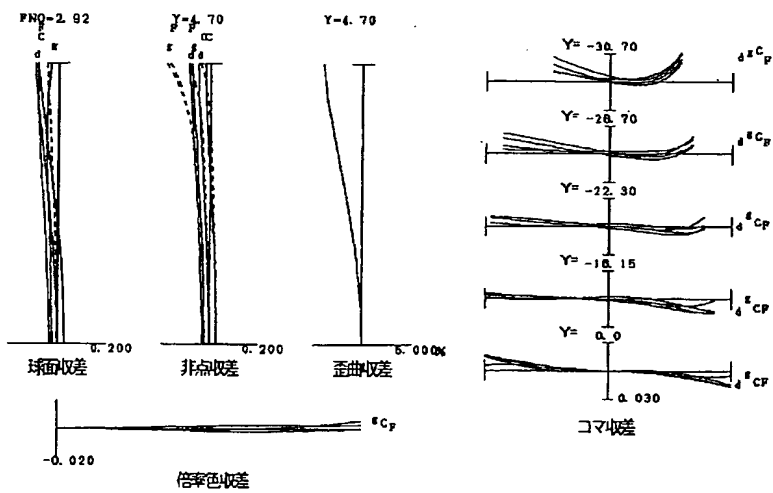 FNO=2.92
F
C
d
g
0.200
球面収差
Y=4.70
F
F
C
g
g
d
d
0.200
非点収差
Y=4.70
5.000%
歪曲収差
Y= -30.70
d g C F
Y= -26.70
d g C F
Y= -22.30
d g C F
Y= -16.15
d g C F
Y= 0.0
d g C F
0.030
コマ収差
g C F
-0.020
倍率色収差